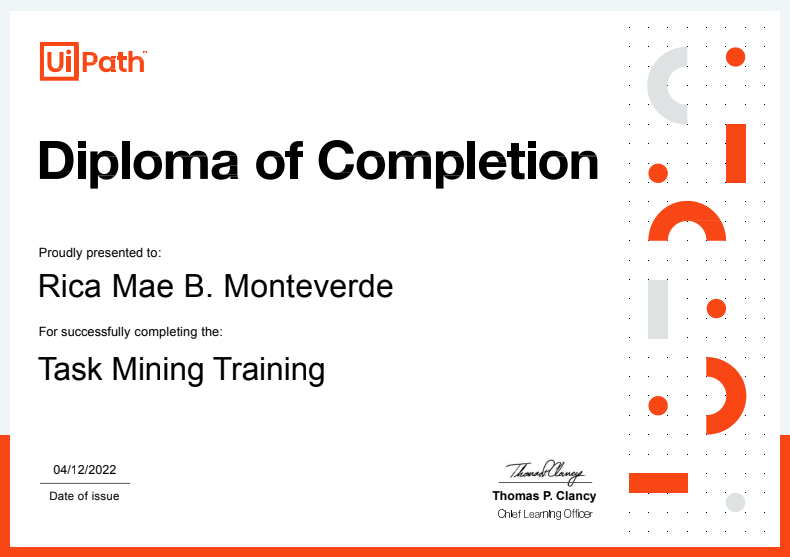 UiPath™
Diploma of Completion
Proudly presented to:
Rica Mae B. Monteverde
For successfully completing the:
Task Mining Training
04/12/2022
Date of issue
Thomas P. Clancy
Thomas P. Clancy
Chief Learning Officer